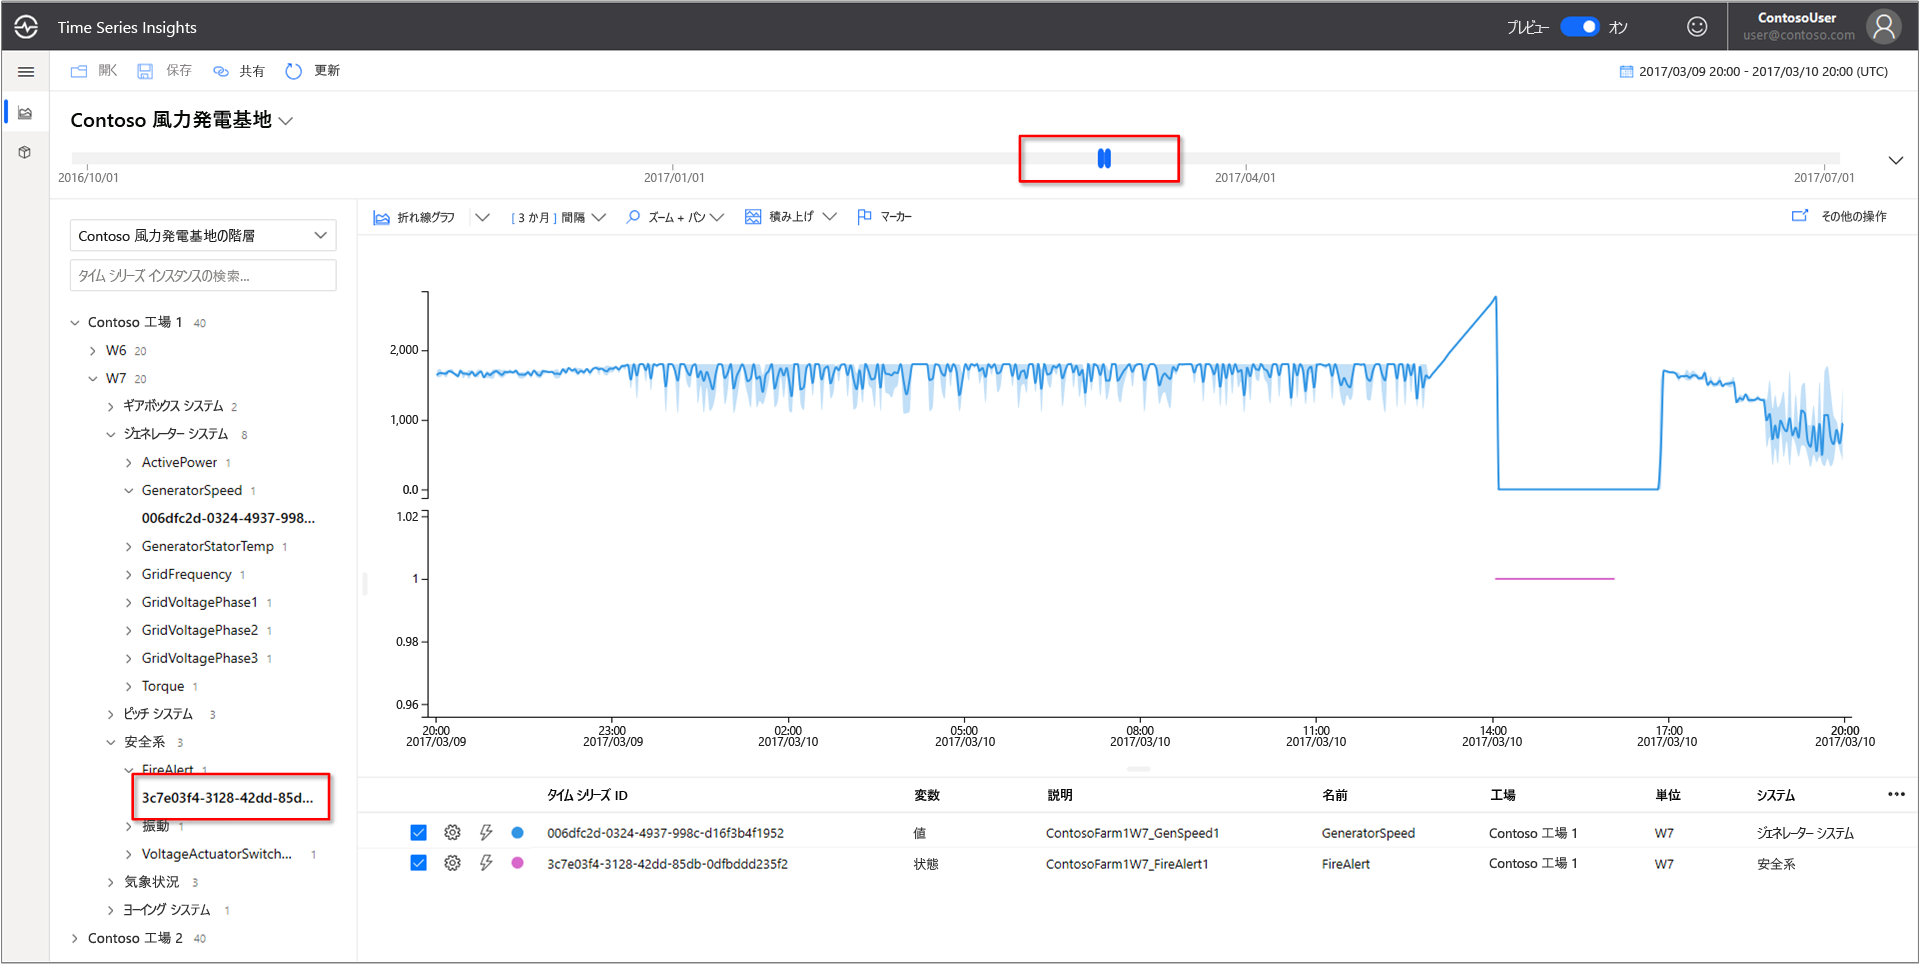 Time Series Insights
プレビュー オン
ContosoUser
user@contoso.com
開く 保存 共有 更新
2017/03/09 20:00 - 2017/03/10 20:00 (UTC)
Contoso 風力発電基地
2016/10/01 2017/01/01 2017/04/01 2017/07/01
Contoso 風力発電基地の階層
タイム シリーズ インスタンスの検索...
Contoso 工場 1 40
W6 20
W7 20
ギアボックス システム 2
ジェネレーター システム 8
ActivePower 1
GeneratorSpeed 1
006dfc2d-0324-4937-998...
GeneratorStatorTemp 1
GridFrequency 1
GridVoltagePhase1 1
GridVoltagePhase2 1
GridVoltagePhase3 1
Torque 1
ピッチ システム 3
安全系 3
FireAlert 1
3c7e03f4-3128-42dd-85d...
振動 1
VoltageActuatorSwitch... 1
気象状況 3
ヨーイング システム 1
Contoso 工場 2 40
折れ線グラフ [ 3 か月 ] 間隔 ズーム + パン 積み上げ マーカー その他の操作
2,000
1,000
0.0
1.02
1
0.98
0.96
20:00 23:00 02:00 05:00 08:00 11:00 14:00 17:00 20:00
2017/03/09 2017/03/09 2017/03/10 2017/03/10 2017/03/10 2017/03/10 2017/03/10 2017/03/10 2017/03/10
タイム シリーズ ID 変数 説明 名前 工場 単位 システム
006dfc2d-0324-4937-998c-d16f3b4f1952 値 ContosoFarm1W7_GenSpeed1 GeneratorSpeed Contoso 工場 1 W7 ジェネレーター システム
3c7e03f4-3128-42dd-85db-0dfbddd235f2 状態 ContosoFarm1W7_FireAlert1 FireAlert Contoso 工場 1 W7 安全系